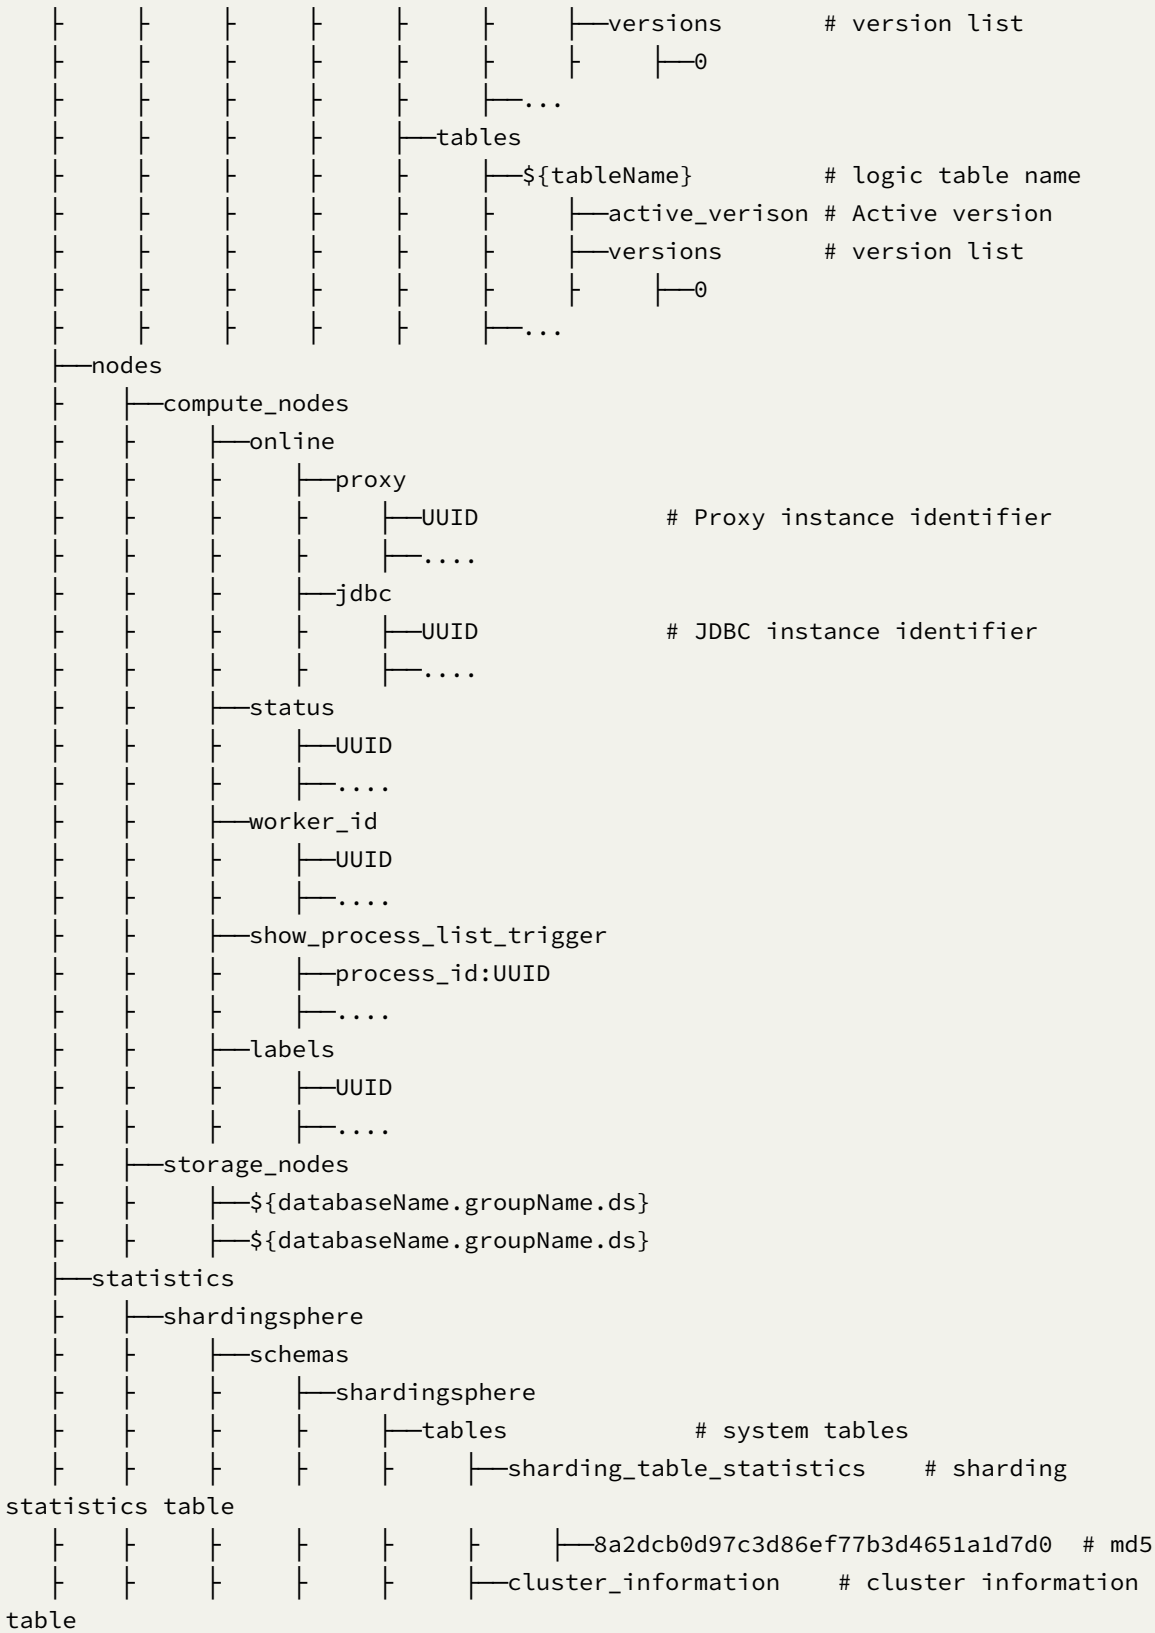 ├      ├      ├      ├      ├      ├      ├──versions       # version list
├      ├      ├      ├      ├      ├      ├      ├──0
├      ├      ├      ├      ├      ├──...
├      ├      ├      ├      ├──tables
├      ├      ├      ├      ├      ├──${tableName}         # logic table name
├      ├      ├      ├      ├      ├      ├──active_verison # Active version
├      ├      ├      ├      ├      ├      ├──versions       # version list
├      ├      ├      ├      ├      ├      ├      ├──0
├      ├      ├      ├      ├      ├──...
├──nodes
├    ├──compute_nodes
├    ├     ├──online
├    ├     ├     ├──proxy
├    ├     ├     ├     ├──UUID             # Proxy instance identifier
├    ├     ├     ├     ├──....
├    ├     ├     ├──jdbc
├    ├     ├     ├     ├──UUID             # JDBC instance identifier
├    ├     ├     ├     ├──....
├    ├     ├──status
├    ├     ├     ├──UUID
├    ├     ├     ├──....
├    ├     ├──worker_id
├    ├     ├     ├──UUID
├    ├     ├     ├──....
├    ├     ├──show_process_list_trigger
├    ├     ├     ├──process_id:UUID
├    ├     ├     ├──....
├    ├     ├──labels
├    ├     ├     ├──UUID
├    ├     ├     ├──....
├    ├──storage_nodes
├    ├     ├──${databaseName.groupName.ds}
├    ├     ├──${databaseName.groupName.ds}
├──statistics
├    ├──shardingsphere
├    ├     ├──schemas
├    ├     ├     ├──shardingsphere
├    ├     ├     ├     ├──tables             # system tables
├    ├     ├     ├     ├     ├──sharding_table_statistics    # sharding
statistics table
├    ├     ├     ├     ├     ├     ├──8a2dcb0d97c3d86ef77b3d4651a1d7d0  # md5
├    ├     ├     ├     ├     ├──cluster_information    # cluster information
table